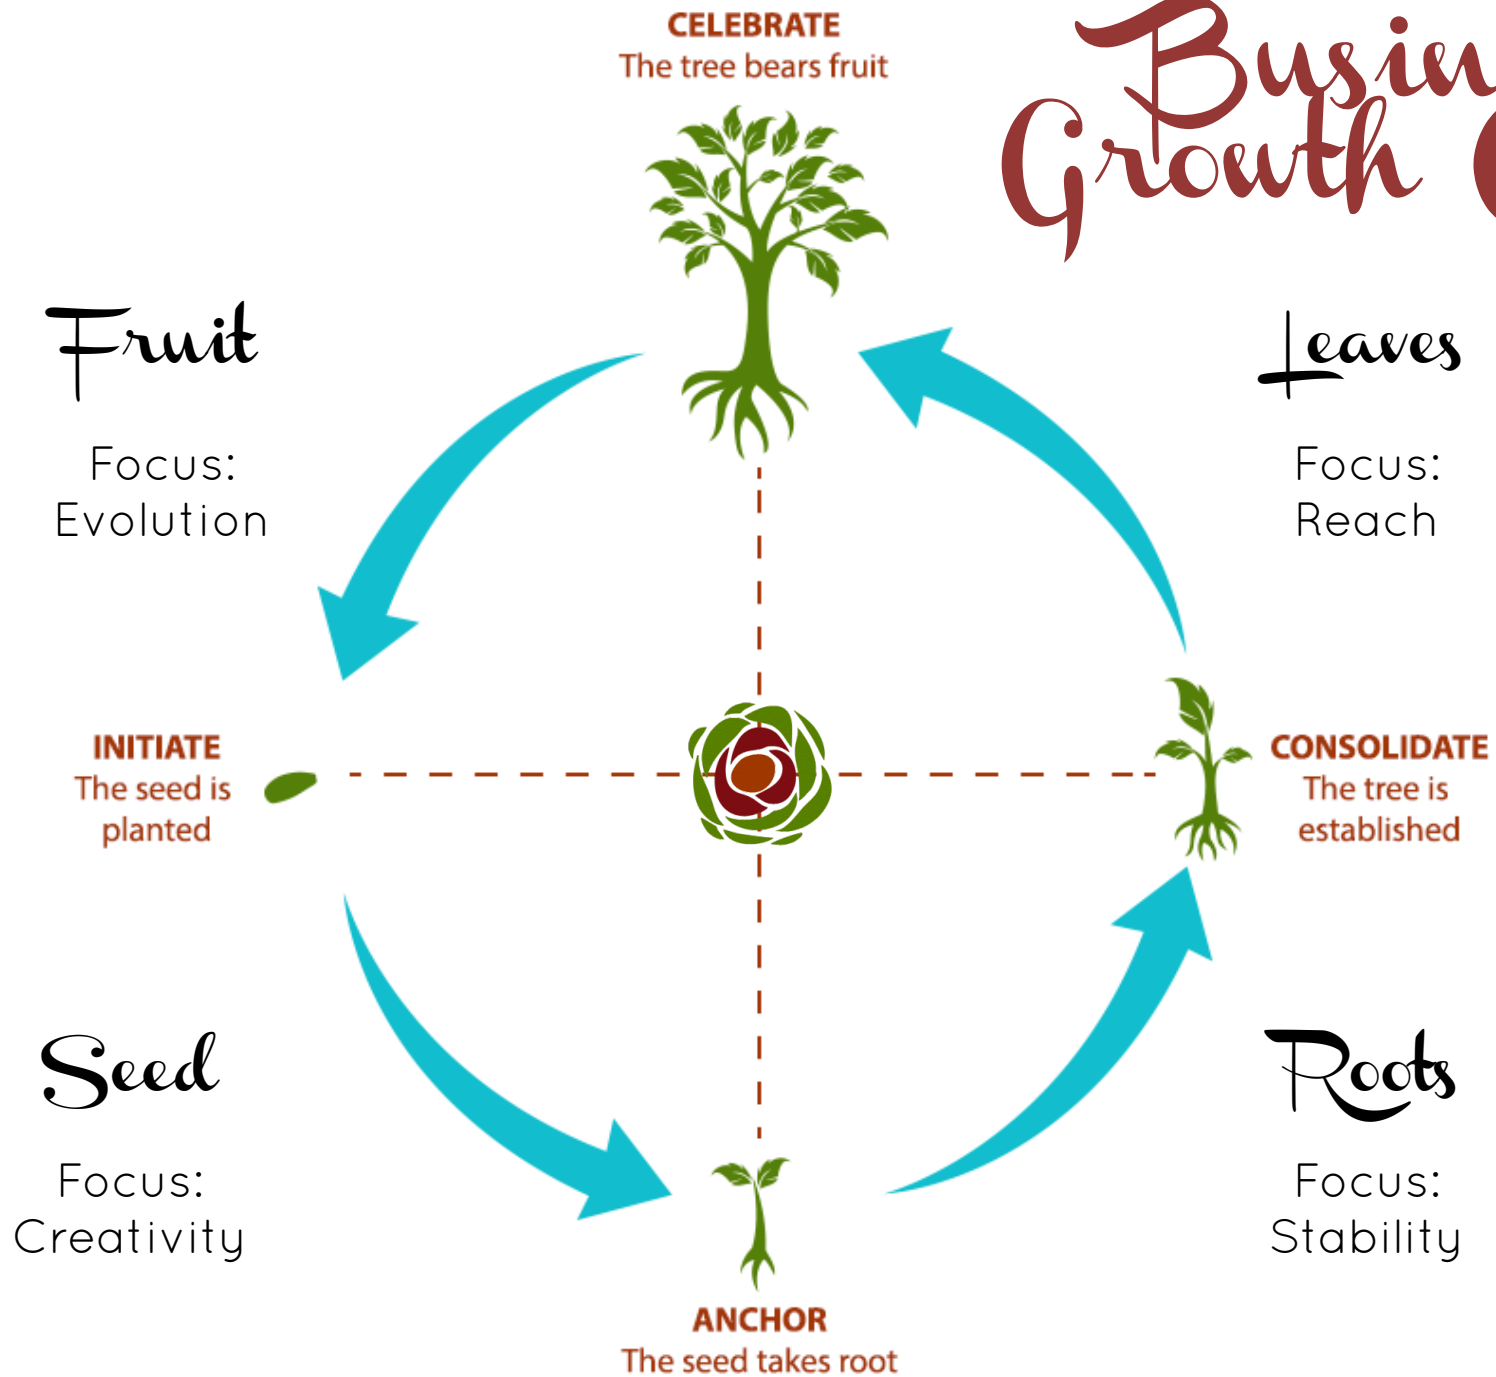 CELEBRATE
The tree bears fruit
Busin
Growth
Fruit
Focus:
Evolution
Leaves
Focus:
Reach
INITIATE
The seed is
planted
CONSOLIDATE
The tree is
established
Seed
Focus:
Creativity
Roots
Focus:
Stability
ANCHOR
The seed takes root